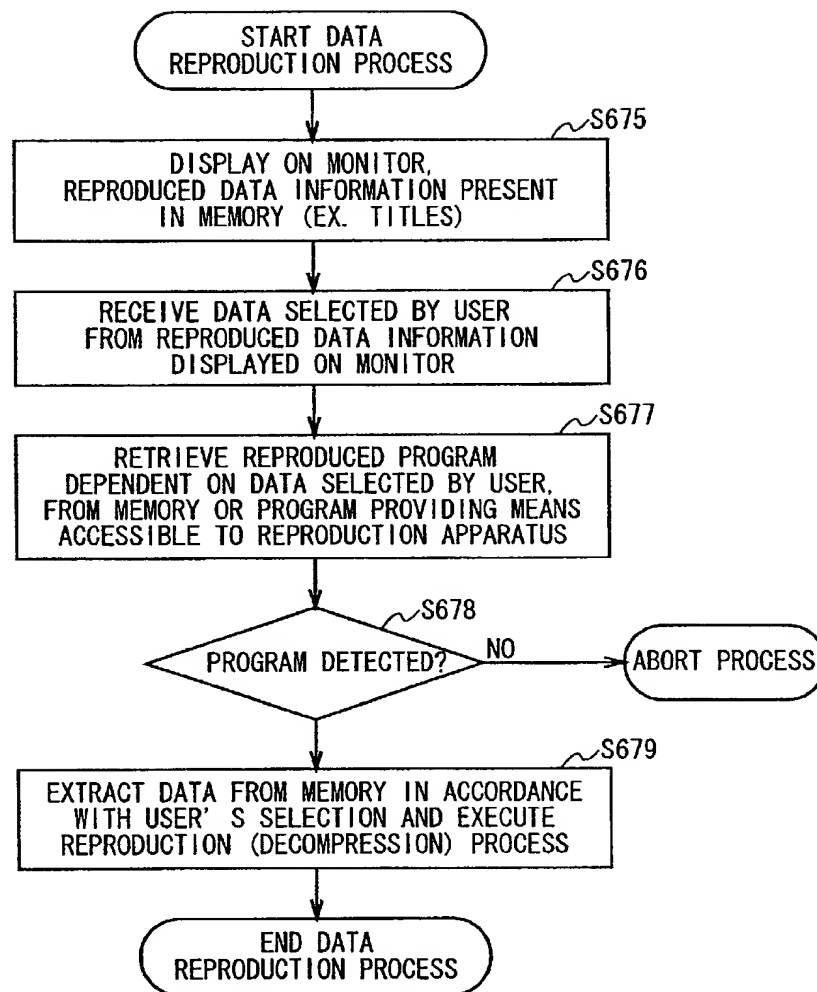 START DATA
REPRODUCTION PROCESS
S675
DISPLAY ON MONITOR,
REPRODUCED DATA INFORMATION PRESENT
IN MEMORY (EX. TITLES)
S676
RECEIVE DATA SELECTED BY USER
FROM REPRODUCED DATA INFORMATION
DISPLAYED ON MONITOR
S677
RETRIEVE REPRODUCED PROGRAM
DEPENDENT ON DATA SELECTED BY USER,
FROM MEMORY OR PROGRAM PROVIDING MEANS
ACCESSIBLE TO REPRODUCTION APPARATUS
S678
PROGRAM DETECTED?
NO
ABORT PROCESS
S679
EXTRACT DATA FROM MEMORY IN ACCORDANCE
WITH USER' S SELECTION AND EXECUTE
REPRODUCTION (DECOMPRESSION) PROCESS
END DATA
REPRODUCTION PROCESS